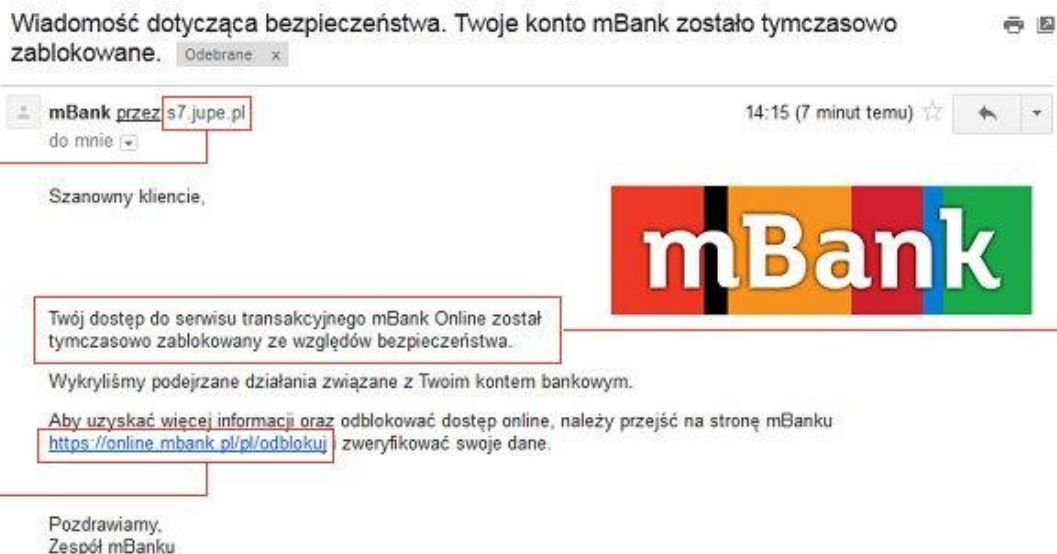 Wiadomość dotycząca bezpieczeństwa. Twoje konto mBank zostało tymczasowo
zablokowane. Odebrane x
mBank przez s7.jupe.pl
14:15 (7 minut temu)
do mnie
Szanowny kliencie,
mBank
Twój dostęp do serwisu transakcyjnego mBank Online został
tymczasowo zablokowany ze względów bezpieczeństwa.
Wykryliśmy podejrzane działania związane z Twoim kontem bankowym.
Aby uzyskać więcej informacji oraz odblokować dostęp online, należy przejść na stronę mBanku
https://online.mbank.pl/pl/odblokuj i zweryfikować swoje dane.
Pozdrawiamy,
Zespół mBanku